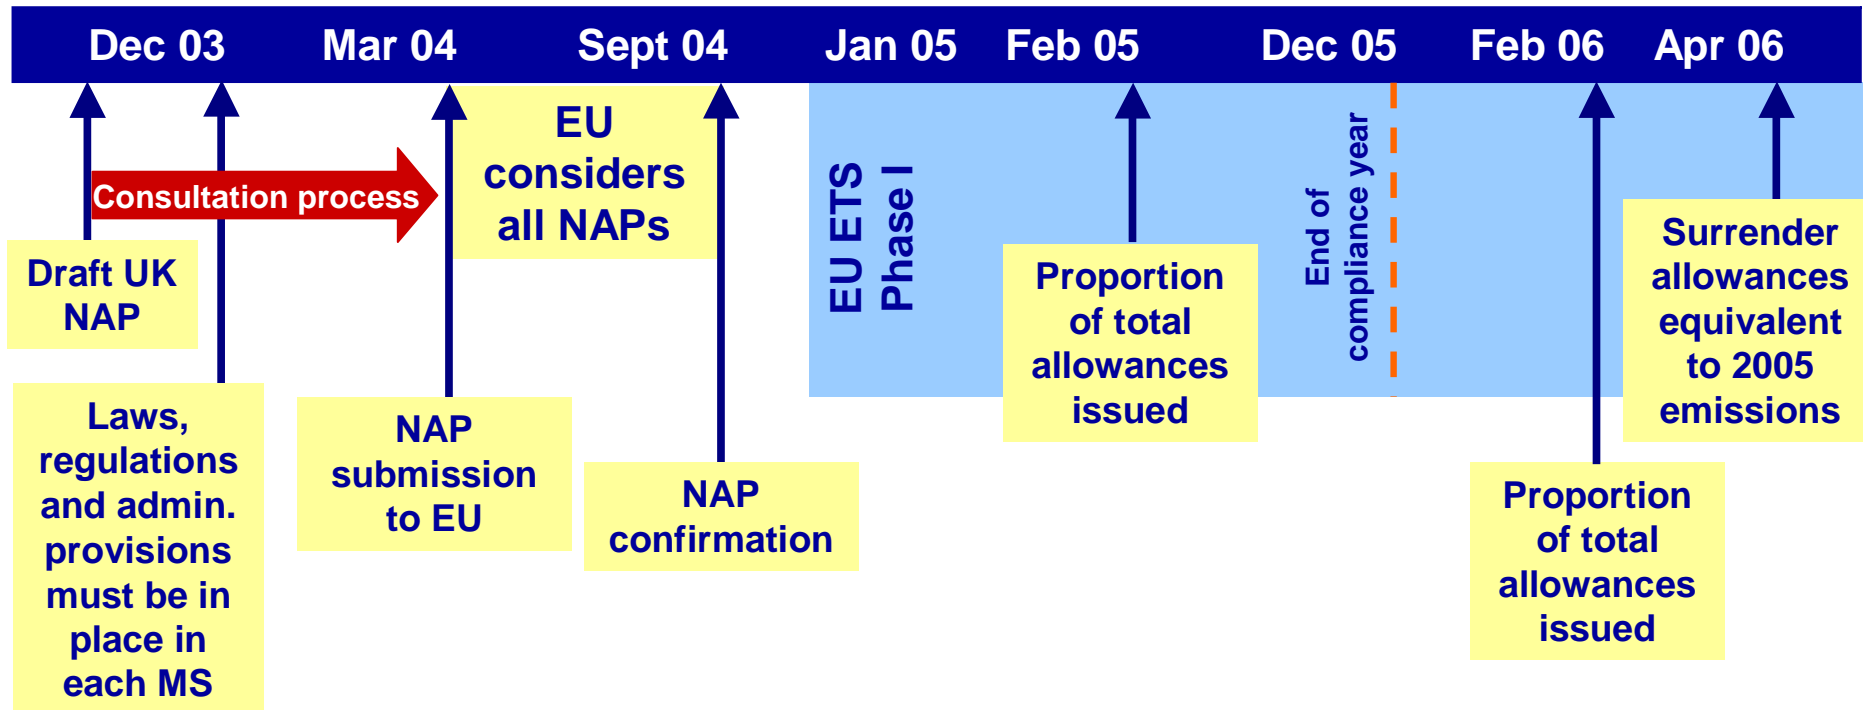 Dec 03
Mar 04
Sept 04
Jan 05
Feb 05
Dec 05
Feb 06
Apr 06
Consultation process
Draft UK
NAP
Laws,
regulations
and admin.
provisions
must be in
place in
each MS
NAP
submission
to EU
EU
considers
all NAPs
NAP
confirmation
EU ETS
Phase I
Proportion
of total
allowances
issued
End of
compliance year
Proportion
of total
allowances
issued
Surrender
allowances
equivalent
to 2005
emissions